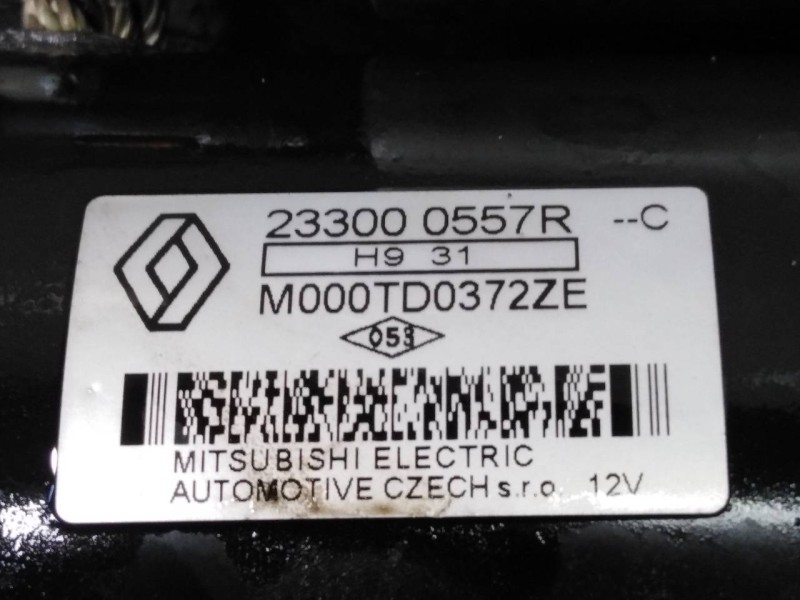 23300 0557R --C
H9 31
M000TD0372ZE
053
MITSUBISHI ELECTRIC
AUTOMOTIVE CZECH s.r.o. 12V